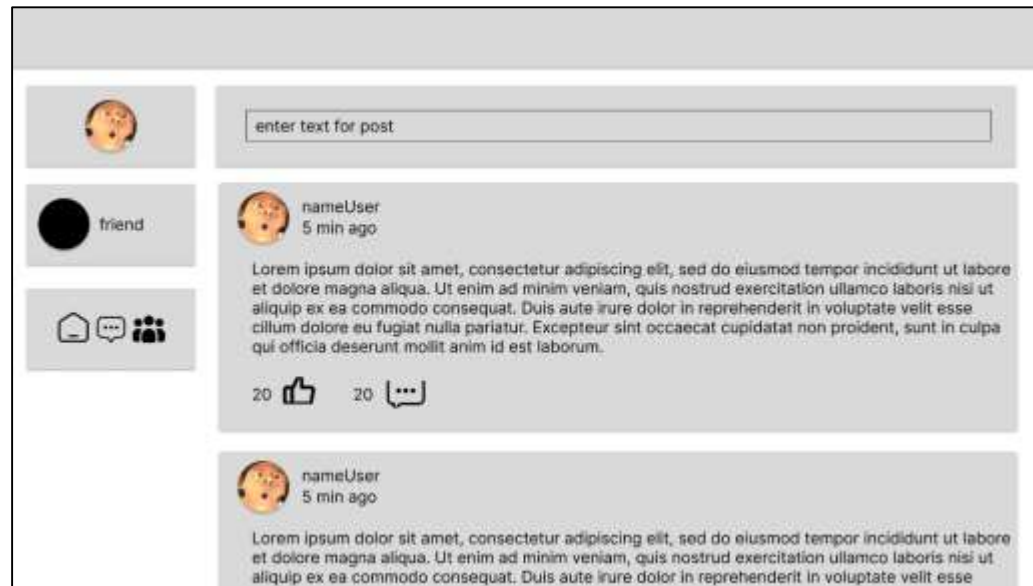 enter text for post
friend
nameUser
5 min ago
Lorem ipsum dolor sit amet, consectetur adipiscing elit, sed do eiusmod tempor incididunt ut labore
et dolore magna aliqua. Ut enim ad minim veniam, quis nostrud exercitation ullamco laboris nisi ut
aliquip ex ea commodo consequat. Duis aute irure dolor in reprehenderit in voluptate velit esse
cillum dolore eu fugiat nulla pariatur. Excepteur sint occaecat cupidatat non proident, sunt in culpa
qui officia deserunt mollit anim id est laborum.
20 20
nameUser
5 min ago
Lorem ipsum dolor sit amet, consectetur adipiscing elit, sed do eiusmod tempor incididunt ut labore
et dolore magna aliqua. Ut enim ad minim veniam, quis nostrud exercitation ullamco laboris nisi ut
aliquip ex ea commodo consequat. Duis aute irure dolor in reprehenderit in voluptate velit esse